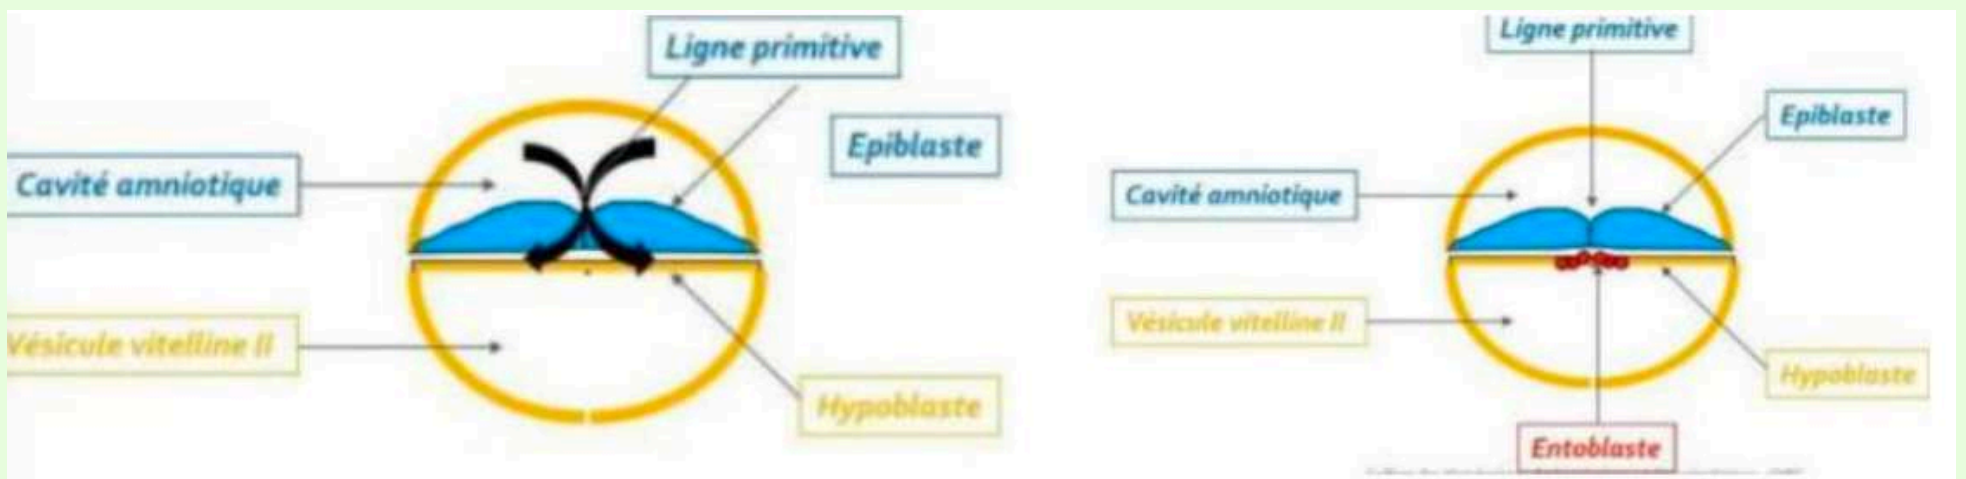 Ligne primitive
Epiblaste
Cavité amniotique
Vésicule vitelline II
Hypoblaste
Ligne primitive
Epiblaste
Cavité amniotique
Vésicule vitelline II
Hypoblaste
Entoblaste